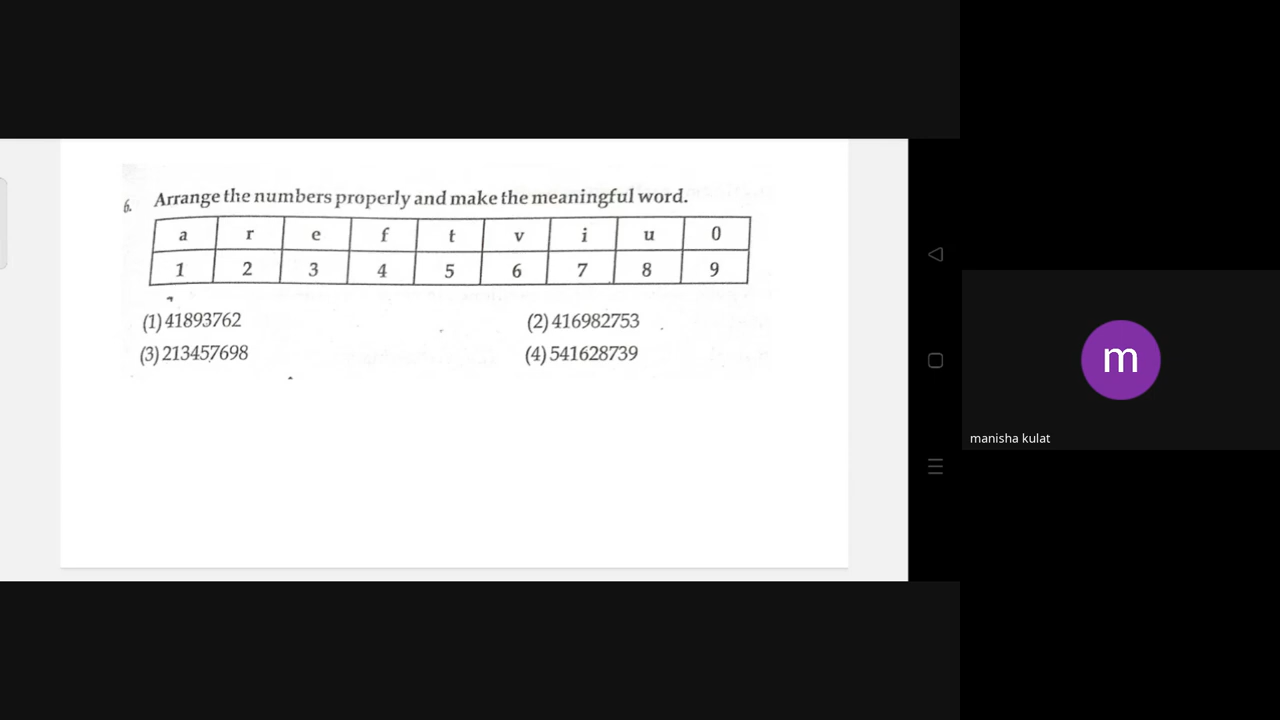 6. Arrange the numbers properly and make the meaningful word.
a r e f t v i u 0
1 2 3 4 5 6 7 8 9
(1) 41893762 (2) 416982753
(3) 213457698 (4) 541628739
m
manisha kulat